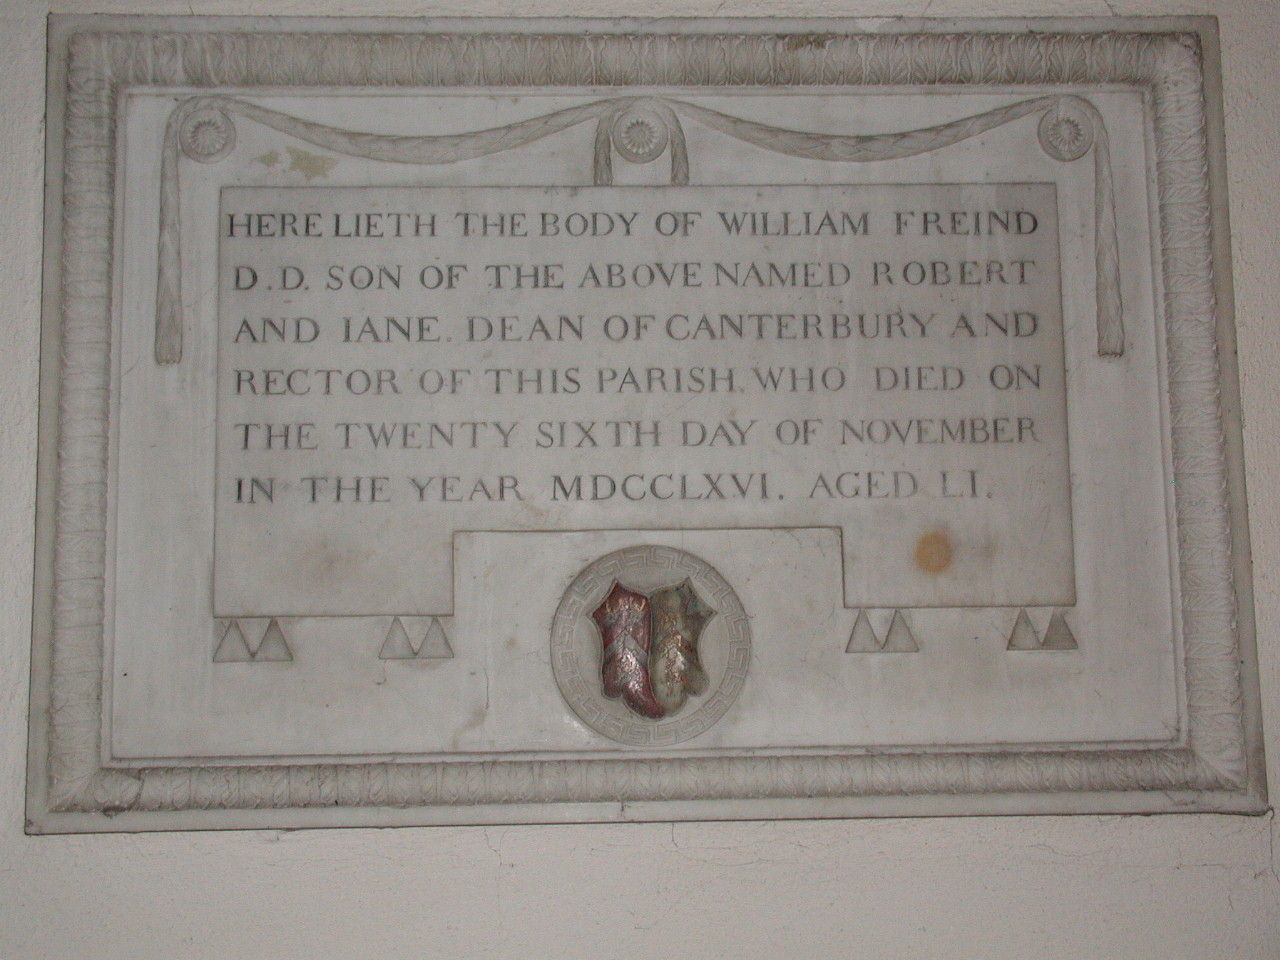 HERE LIETH THE BODY OF WILLIAM FREIND
D.D. SON OF THE ABOVE NAMED ROBERT
AND IANE. DEAN OF CANTERBURY AND
RECTOR OF THIS PARISH. WHO DIED ON
THE TWENTY SIXTH DAY OF NOVEMBER
IN THE YEAR MDCCLXVI. AGED LI.